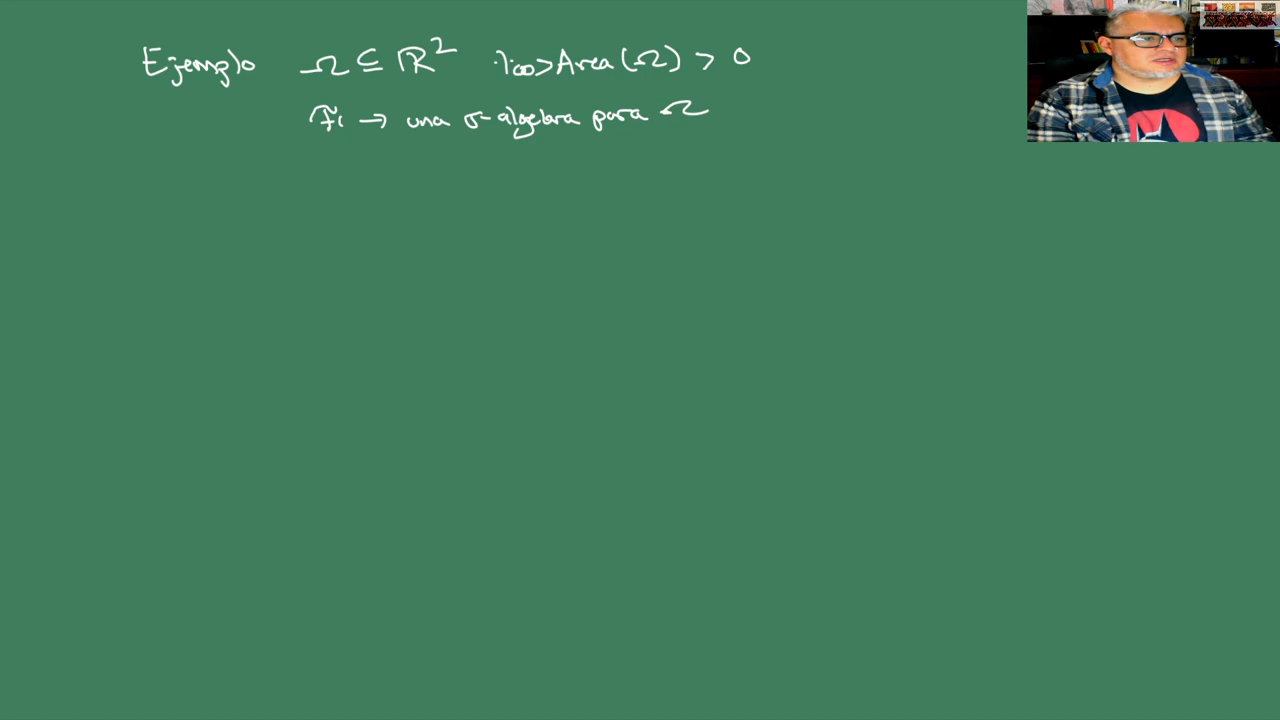 Ejemplo Ω ⊆ ℝ² ∞>Area(Ω) > 0
ℱ → una σ-algebra para Ω